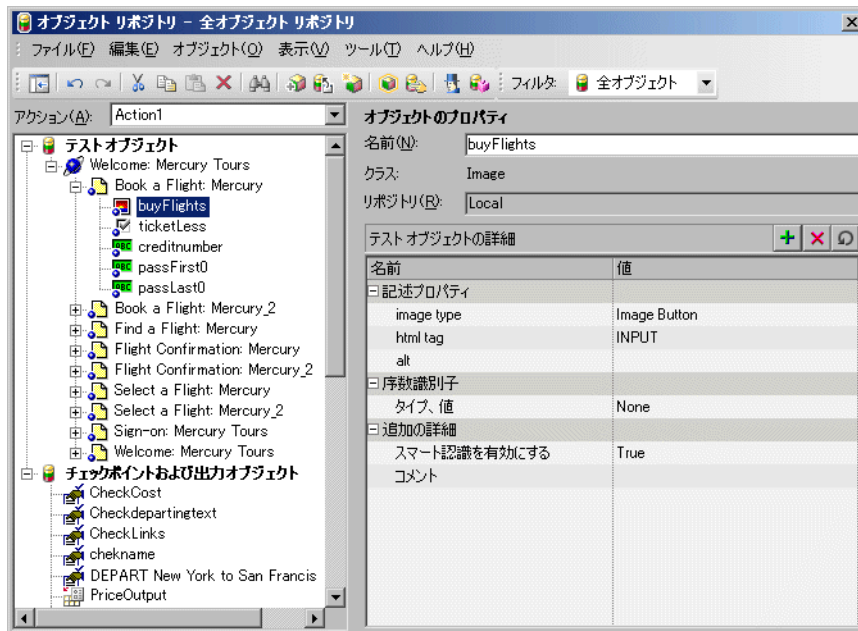 オブジェクト リポジトリ - 全オブジェクト リポジトリ
ファイル(F) 編集(E) オブジェクト(O) 表示(V) ツール(T) ヘルプ(H)
フィルタ: 全オブジェクト
アクション(A): Action1
テスト オブジェクト
Welcome: Mercury Tours
Book a Flight: Mercury
buyFlights
ticketLess
creditnumber
passFirst0
passLast0
Book a Flight: Mercury_2
Find a Flight: Mercury
Flight Confirmation: Mercury
Flight Confirmation: Mercury_2
Select a Flight: Mercury
Select a Flight: Mercury_2
Sign-on: Mercury Tours
Welcome: Mercury Tours
チェックポイントおよび出力オブジェクト
CheckCost
Checkdepartingtext
CheckLinks
chekname
DEPART New York to San Francis
PriceOutput
オブジェクトのプロパティ
名前(N): buyFlights
クラス: Image
リポジトリ(R): Local
テスト オブジェクトの詳細
名前 値
記述プロパティ
image type Image Button
html tag INPUT
alt
序数識別子
タイプ、値 None
追加の詳細
スマート認識を有効にする True
コメント